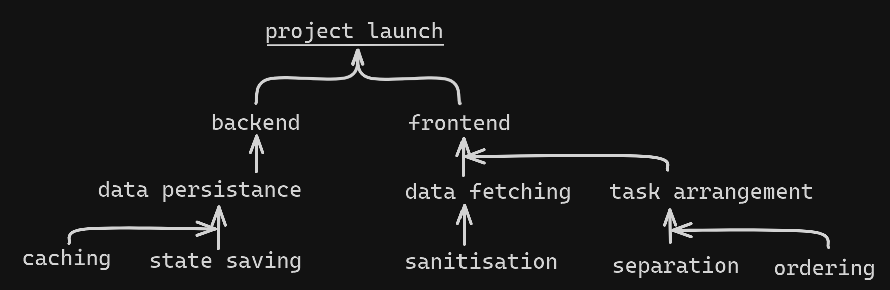 project launch
backend frontend
data persistance data fetching task arrangement
caching state saving sanitisation separation ordering